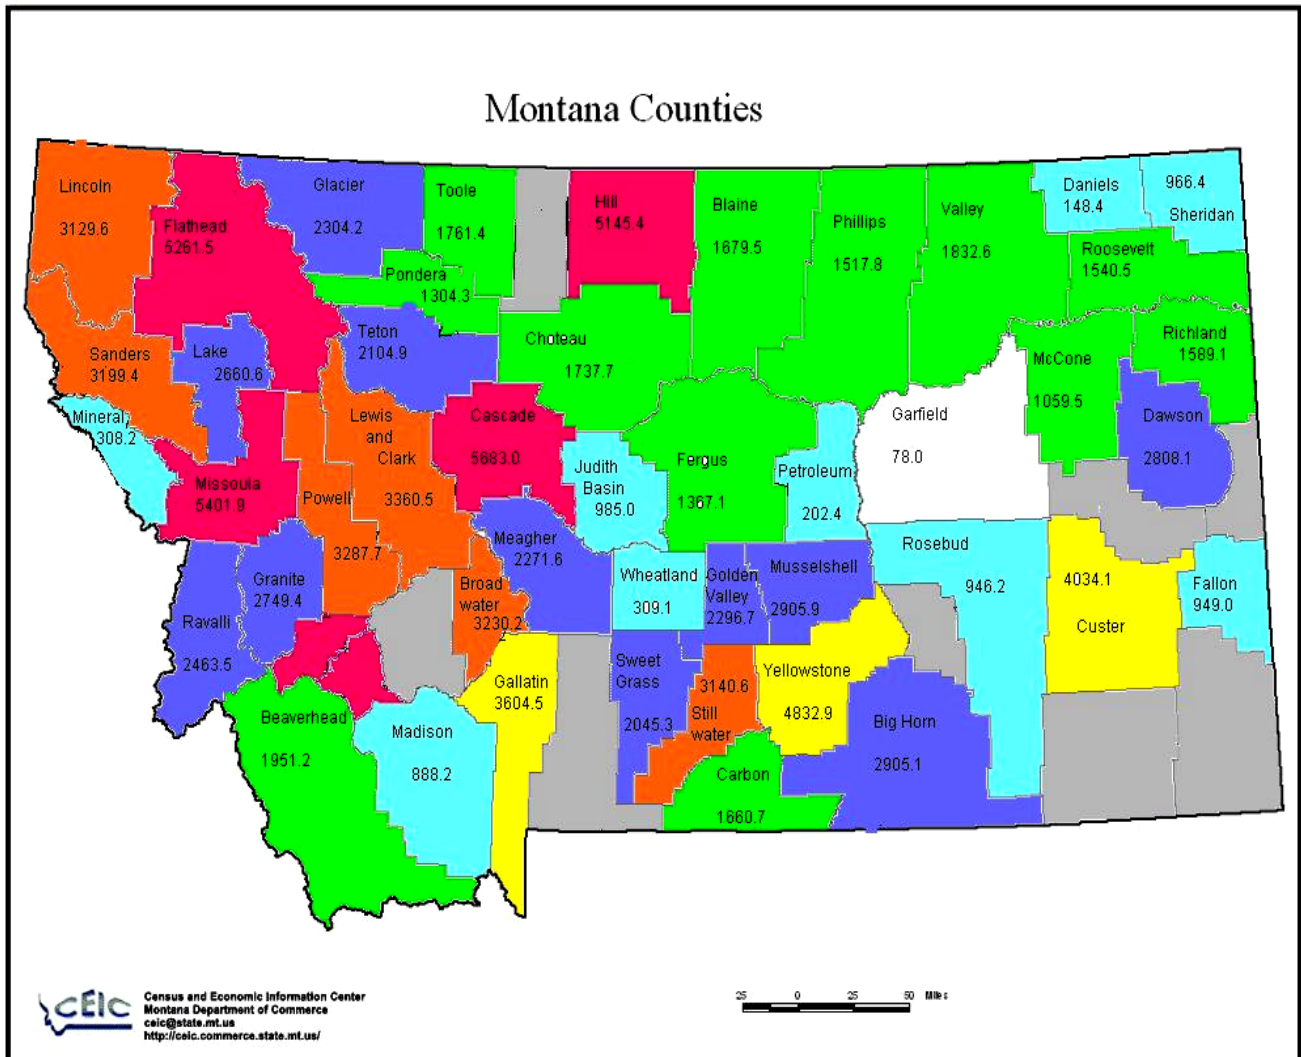 Montana Counties
Lincoln
3129.6
Flathead
5261.5
Glacier
2304.2
Toole
1761.4
Hill
5145.4
Blaine
1679.5
Phillips
1517.8
Valley
1832.6
Daniels
148.4
966.4
Sheridan
Roosevelt
1540.5
Pondera
1304.3
Teton
2104.9
Choteau
1737.7
McCone
1059.5
Richland
1589.1
Sanders
3199.4
Lake
2660.6
Mineral
308.2
Lewis
and
Clark
3360.5
Cascade
5683.0
Judith
Basin
985.0
Fergus
1367.1
Petroleum
202.4
Garfield
78.0
Dawson
2808.1
Missoula
5401.9
Powell
3287.7
Meagher
2271.6
Wheatland
309.1
Golden
Valley
2296.7
Musselshell
2905.9
Rosebud
946.2
4034.1
Custer
Fallon
949.0
Ravalli
2463.5
Granite
2749.4
Broad
water
3230.2
Gallatin
3604.5
Sweet
Grass
2045.3
3140.6
Still
water
Yellowstone
4832.9
Big Horn
2905.1
Beaverhead
1951.2
Madison
888.2
Carbon
1660.7
CEIC
Census and Economic Information Center
Montana Department of Commerce
ceic@state.mt.us
http://ceic.commerce.state.mt.us/
25 0 25 50 Miles